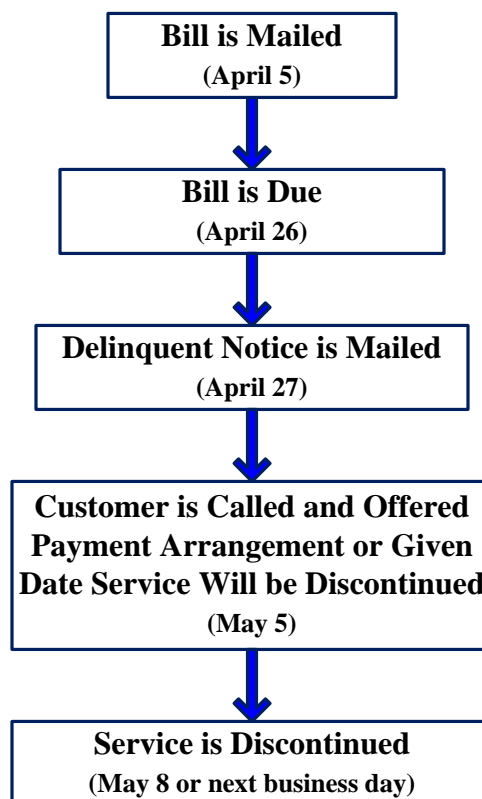 Bill is Mailed
(April 5)
Bill is Due
(April 26)
Delinquent Notice is Mailed
(April 27)
Customer is Called and Offered
Payment Arrangement or Given
Date Service Will be Discontinued
(May 5)
Service is Discontinued
(May 8 or next business day)